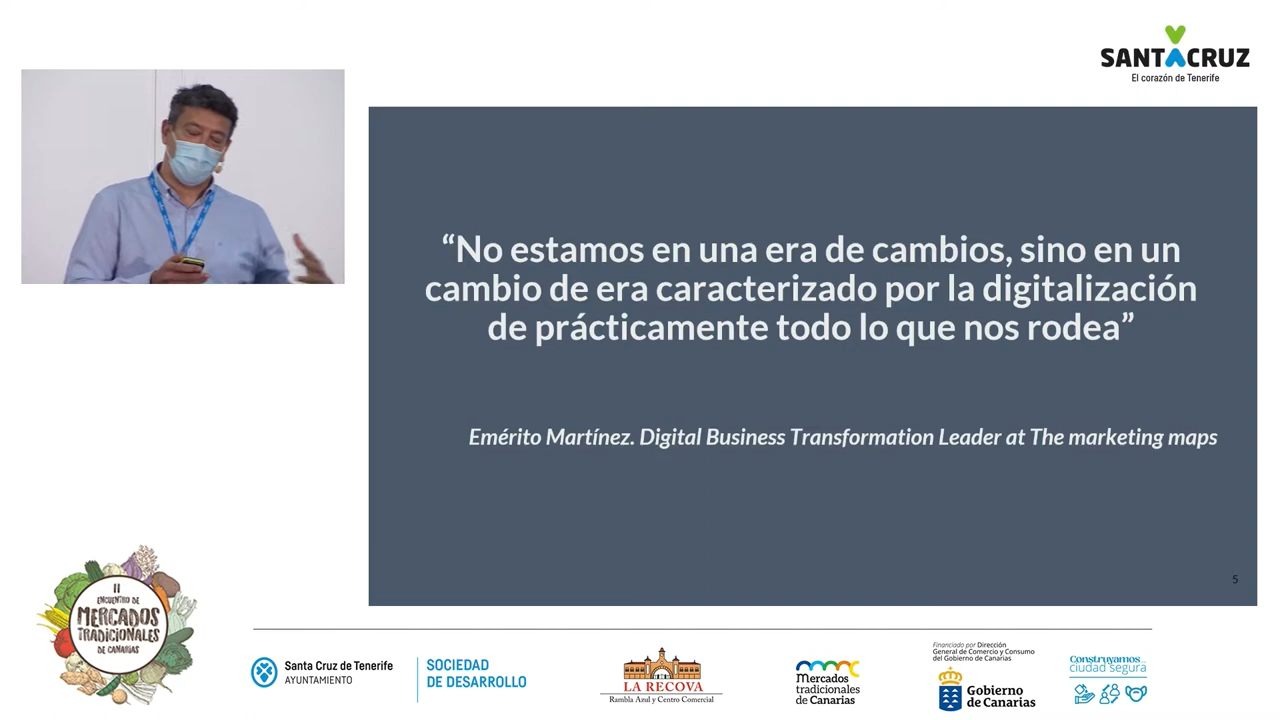 SANTACRUZ
El corazón de Tenerife
“No estamos en una era de cambios, sino en un
cambio de era caracterizado por la digitalización
de prácticamente todo lo que nos rodea”
Emérito Martínez. Digital Business Transformation Leader at The marketing maps
5
II
ENCUENTRO DE
MERCADOS
TRADICIONALES
DE CANARIAS
Santa Cruz de Tenerife
AYUNTAMIENTO
SOCIEDAD
DE DESARROLLO
LA RECOVA
Rambla Azul y Centro Comercial
Mercados
tradicionales
de Canarias
Financiado por Dirección
General de Comercio y Consumo
del Gobierno de Canarias
Gobierno
de Canarias
Construyamos...
ciudad segura